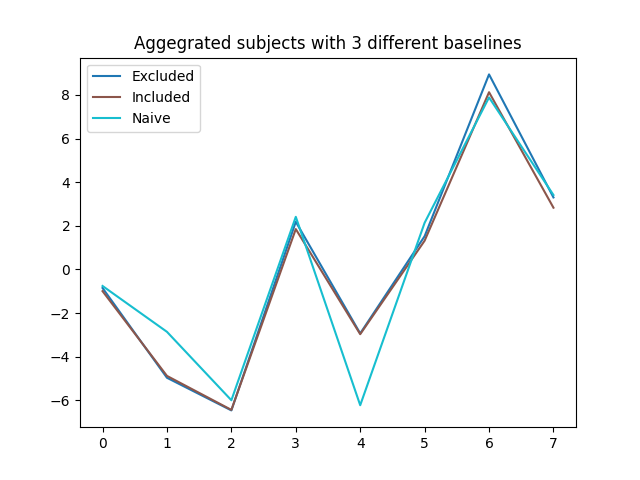 Aggegrated subjects with 3 different baselines
Excluded
Included
Naive
8
6
4
2
0
−2
−4
−6
0 1 2 3 4 5 6 7